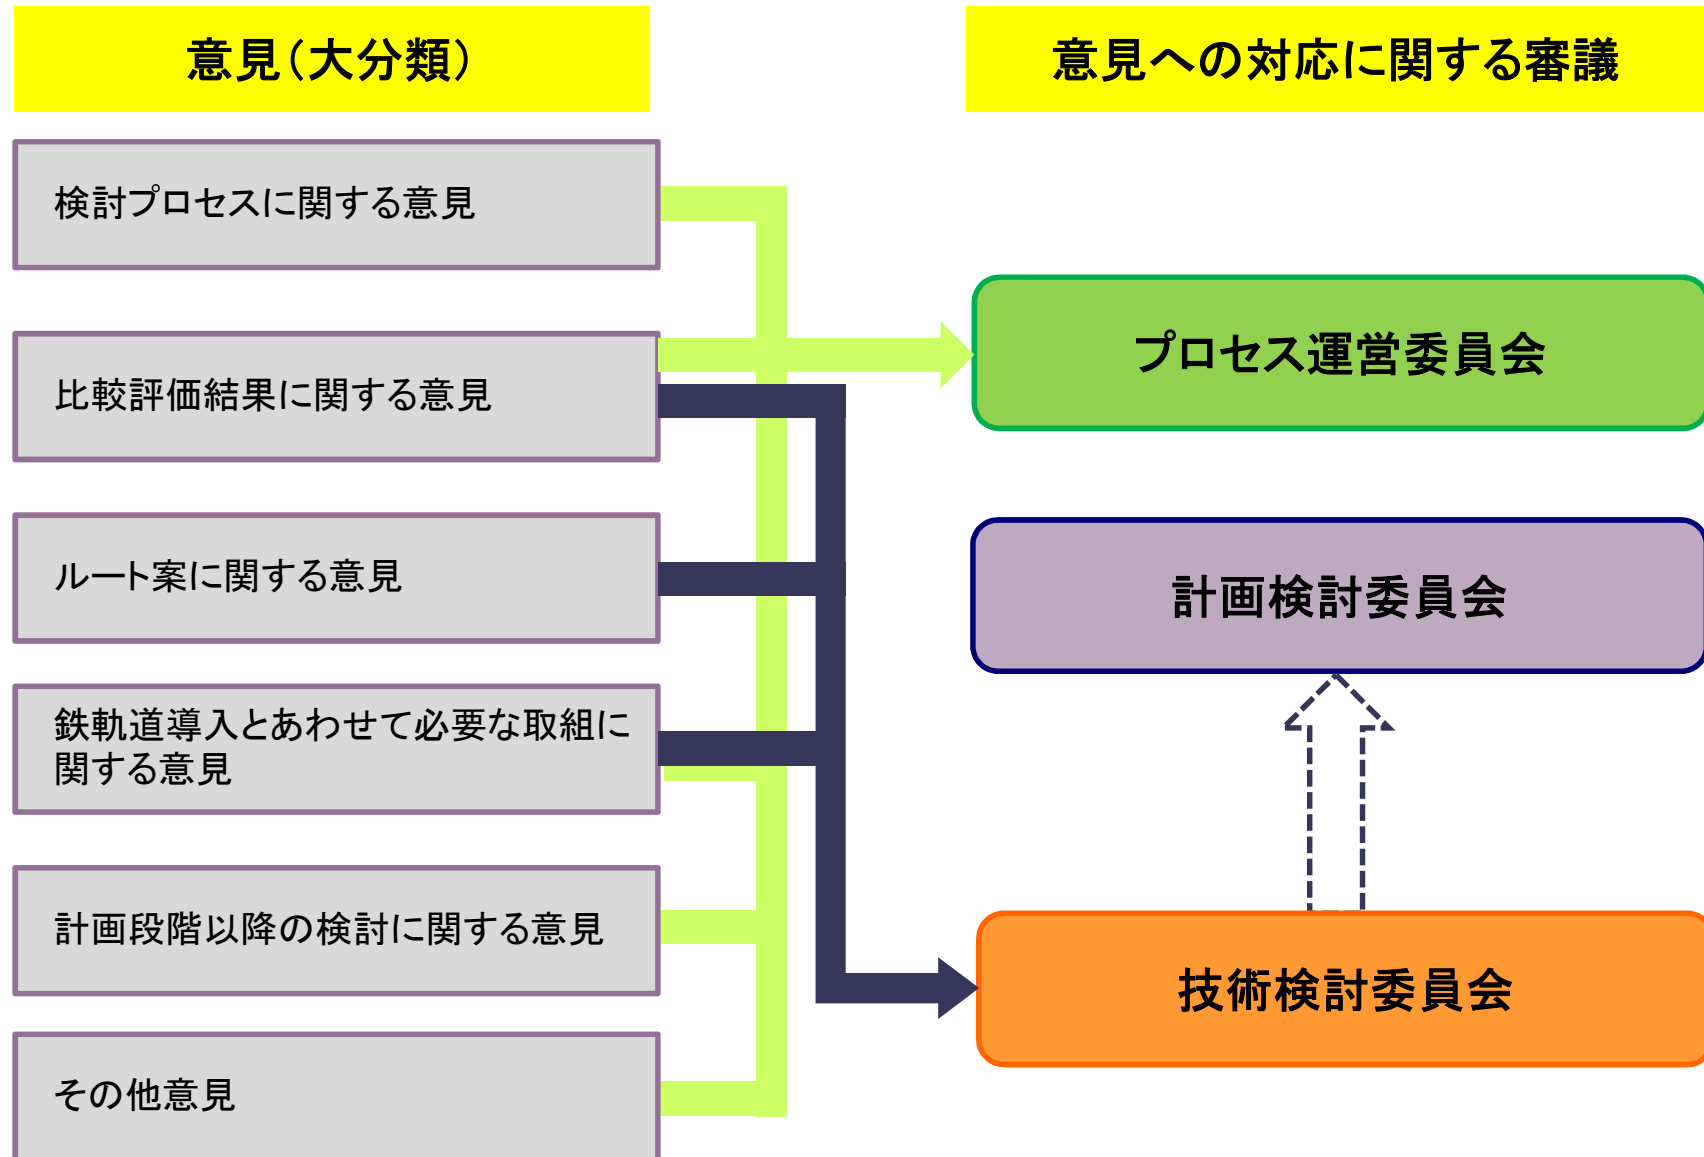 意見（大分類）
意見への対応に関する審議
検討プロセスに関する意見
比較評価結果に関する意見
ルート案に関する意見
鉄軌道導入とあわせて必要な取組に
関する意見
計画段階以降の検討に関する意見
その他意見
プロセス運営委員会
計画検討委員会
技術検討委員会